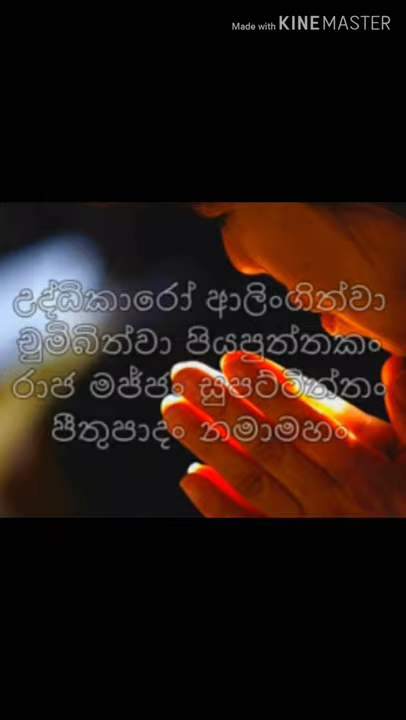 Made with KINEMASTER
උද්ධිකාරෝ ආලිංගිත්වා
චුම්බිත්වා පියපුත්තකං
රාජ මජ්ජං සුපට්ඨිත්තං
පීතුපාදං නමාමහං